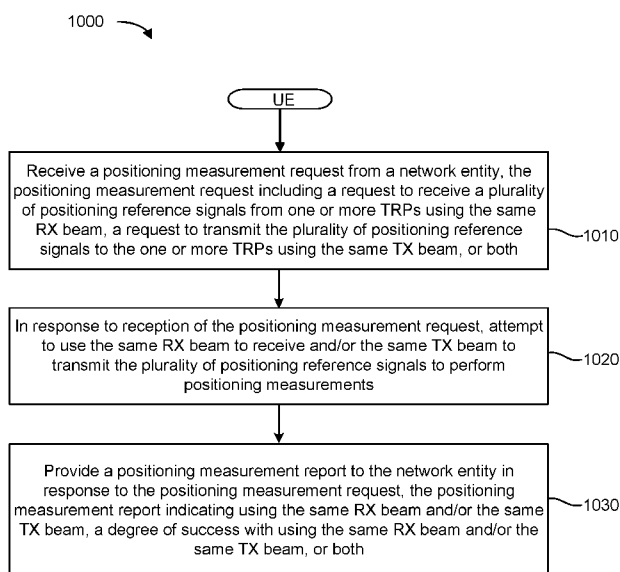 1000
UE
Receive a positioning measurement request from a network entity, the
positioning measurement request including a request to receive a plurality
of positioning reference signals from one or more TRPs using the same
RX beam, a request to transmit the plurality of positioning reference
signals to the one or more TRPs using the same TX beam, or both
1010
In response to reception of the positioning measurement request, attempt
to use the same RX beam to receive and/or the same TX beam to
transmit the plurality of positioning reference signals to perform
positioning measurements
1020
Provide a positioning measurement report to the network entity in
response to the positioning measurement request, the positioning
measurement report indicating using the same RX beam and/or the same
TX beam, a degree of success with using the same RX beam and/or the
same TX beam, or both
1030